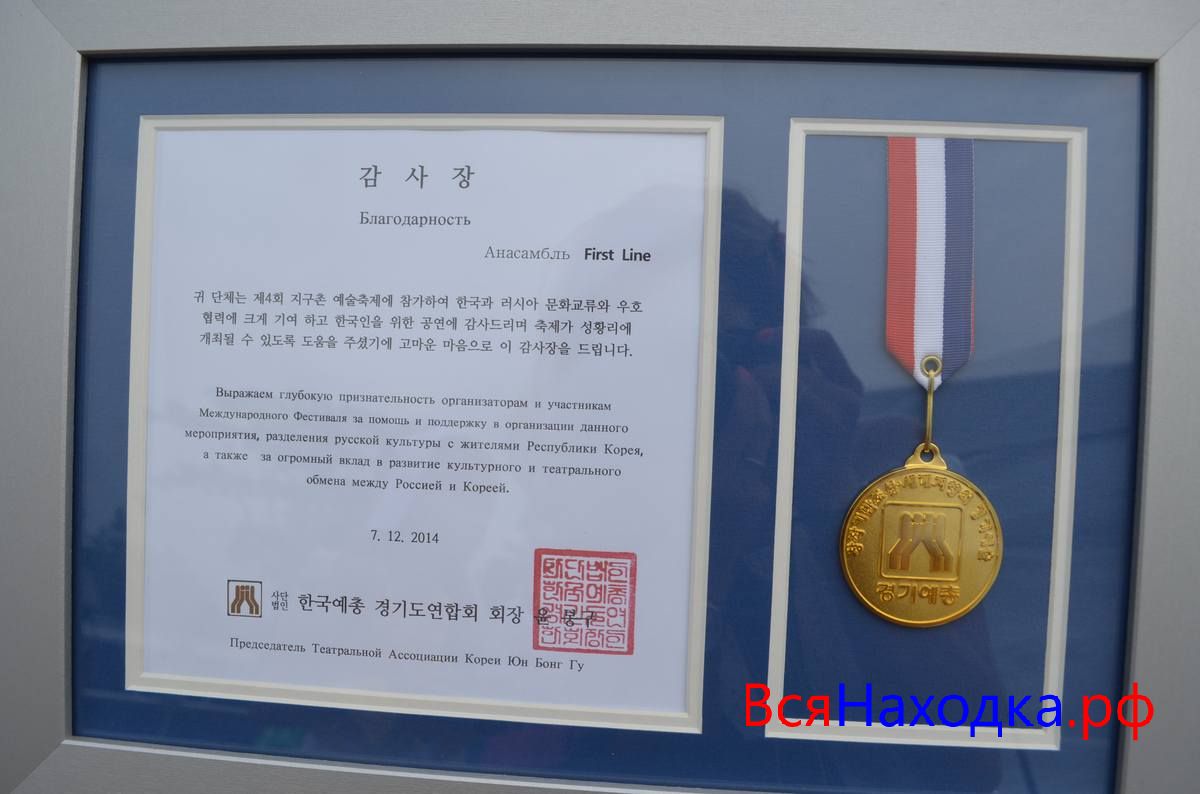 감 사 장
Благодарность
Анасамбль First Line
귀 단체는 제4회 지구촌 예술축제에 참가하여 한국과 러시아 문화교류와 우호
협력에 크게 기여 하고 한국인을 위한 공연에 감사드리며 축제가 성황리에
개최될 수 있도록 도움을 주셨기에 고마운 마음으로 이 감사장을 드립니다.
Выражаем глубокую признательность организаторам и участникам
Международного Фестиваля за помощь и поддержку в организации данного
мероприятия, разделения русской культуры с жителями Республики Корея,
а также за огромный вклад в развитие культурного и театрального
обмена между Россией и Кореей.
7. 12. 2014
사단
법인
한국예총 경기도연합회 회장 윤 봉구
Председатель Театральной Ассоциации Кореи Юн Бонг Гу
경기예총
ВсяНаходка.рф